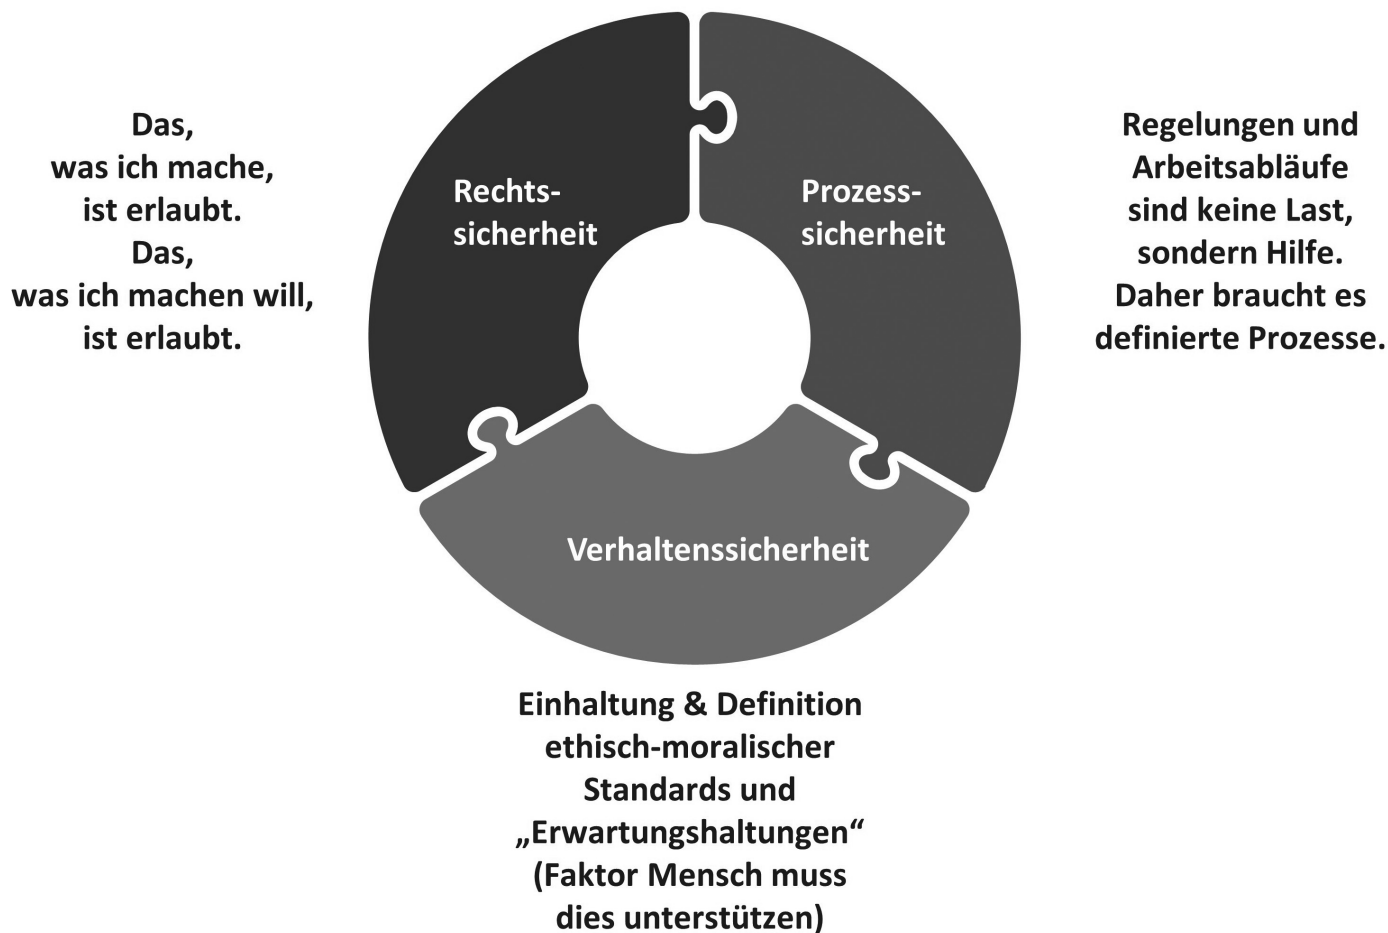 Das,
was ich mache,
ist erlaubt.
Das,
was ich machen will,
ist erlaubt.
Rechts-
sicherheit
Prozess-
sicherheit
Regelungen und
Arbeitsabläufe
sind keine Last,
sondern Hilfe.
Daher braucht es
definierte Prozesse.
Verhaltenssicherheit
Einhaltung & Definition
ethisch-moralischer
Standards und
„Erwartungshaltungen“
(Faktor Mensch muss
dies unterstützen)